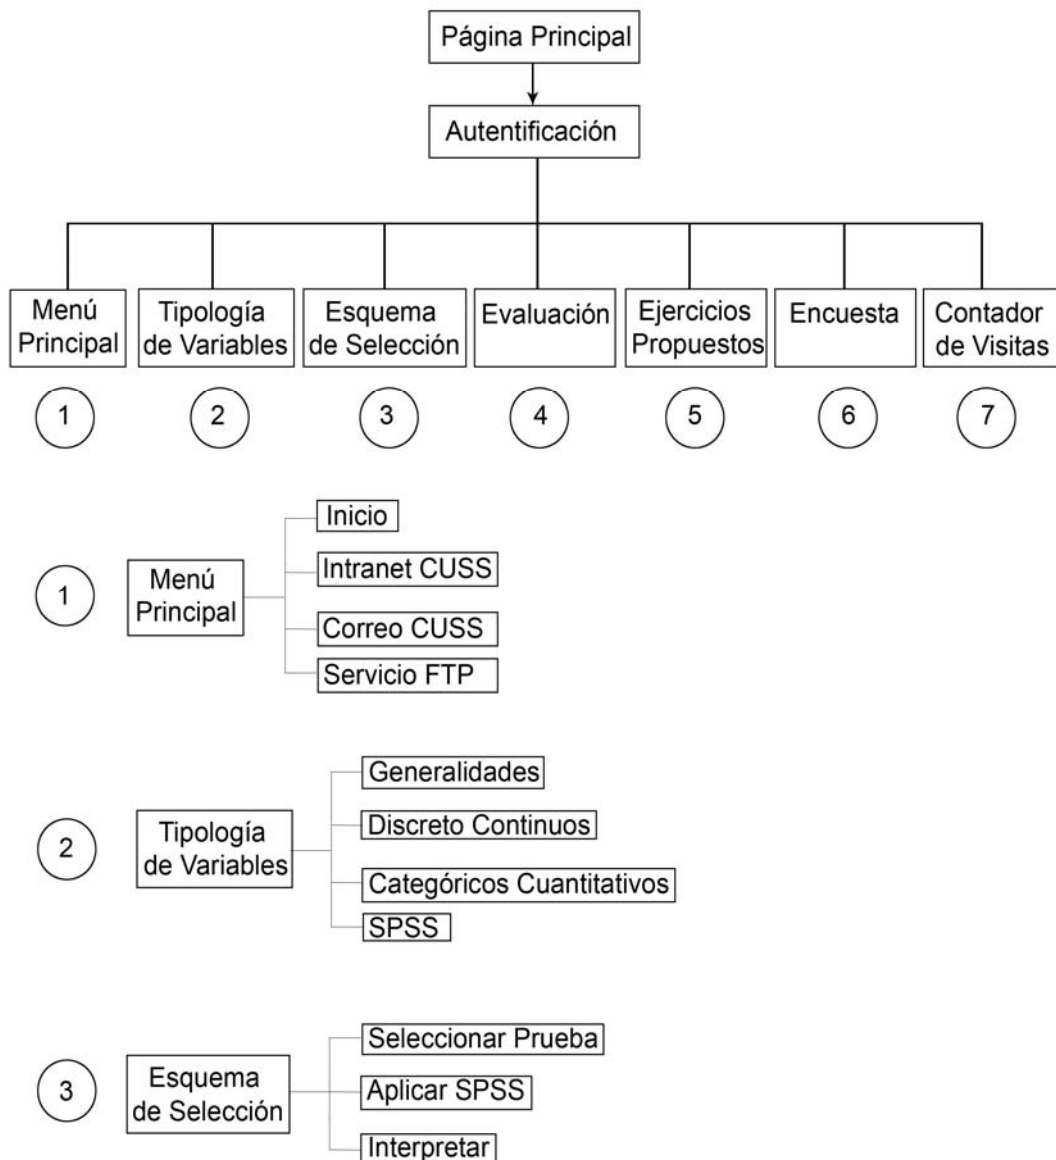 Página Principal
Autentificación
Menú
Principal
Tipología
de Variables
Esquema
de Selección
Evaluación
Ejercicios
Propuestos
Encuesta
Contador
de Visitas
1
2
3
4
5
6
7
1
Menú
Principal
Inicio
Intranet CUSS
Correo CUSS
Servicio FTP
2
Tipología
de Variables
Generalidades
Discreto Continuos
Categóricos Cuantitativos
SPSS
3
Esquema
de Selección
Seleccionar Prueba
Aplicar SPSS
Interpretar